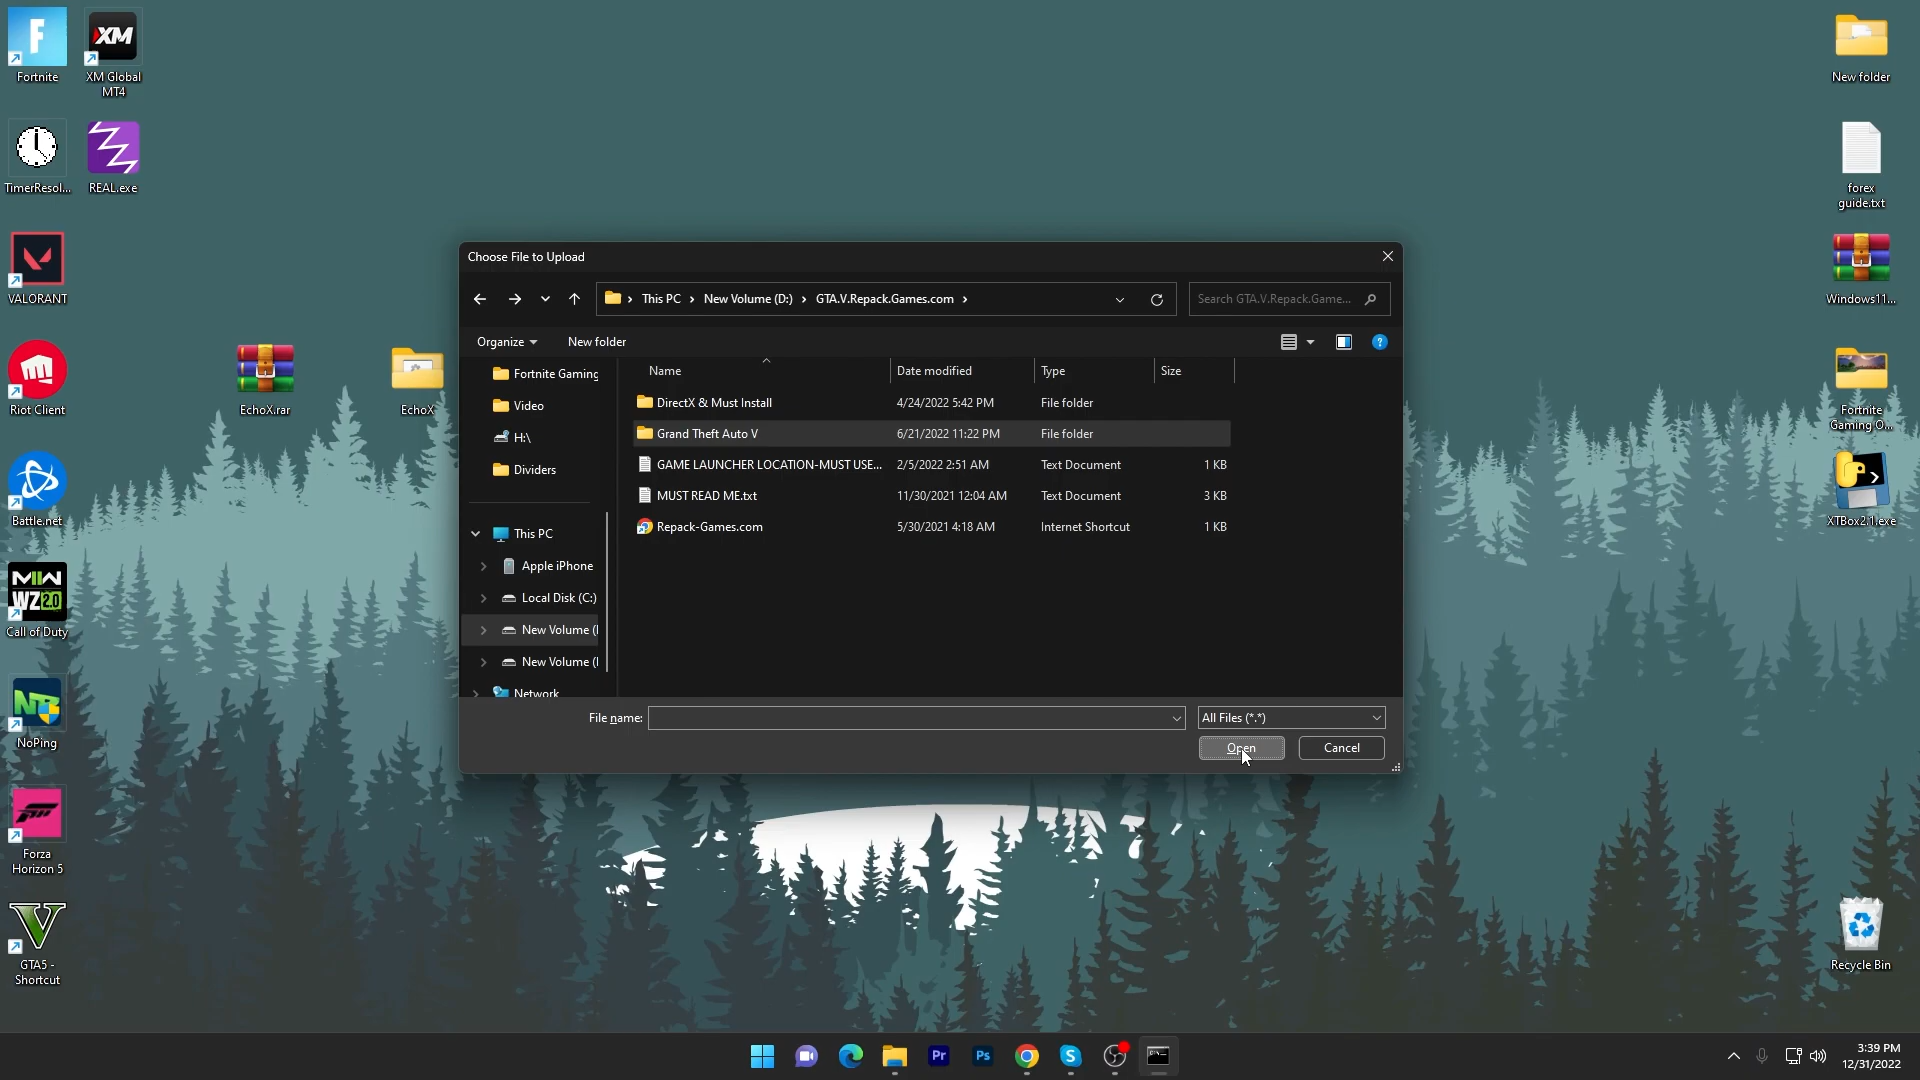 Fortnite
XM
XM Global
MT4
New folder
TimerResol...
REAL.exe
forex
guide.txt
VALORANT
Windows11...
Riot Client
EchoX.rar
EchoX
Fortnite
Gaming O...
Battle.net
XTBox2.1.exe
MW
WZ 2.0
Call of Duty
NoPing
Forza
Horizon 5
GTA5 -
Shortcut
Recycle Bin
Choose File to Upload
This PC
New Volume (D:)
GTA.V.Repack.Games.com
Search GTA.V.Repack.Game...
Organize
New folder
Fortnite Gaming
Video
H:\
Dividers
This PC
Apple iPhone
Local Disk (C:)
New Volume (
New Volume (
Network
Name Date modified Type Size
DirectX & Must Install 4/24/2022 5:42 PM File folder
Grand Theft Auto V 6/21/2022 11:22 PM File folder
GAME LAUNCHER LOCATION-MUST USE... 2/5/2022 2:51 AM Text Document 1 KB
MUST READ ME.txt 11/30/2021 12:04 AM Text Document 3 KB
Repack-Games.com 5/30/2021 4:18 AM Internet Shortcut 1 KB
File name:
All Files (*.*)
Open
Cancel
Pr
Ps
3:39 PM
12/31/2022